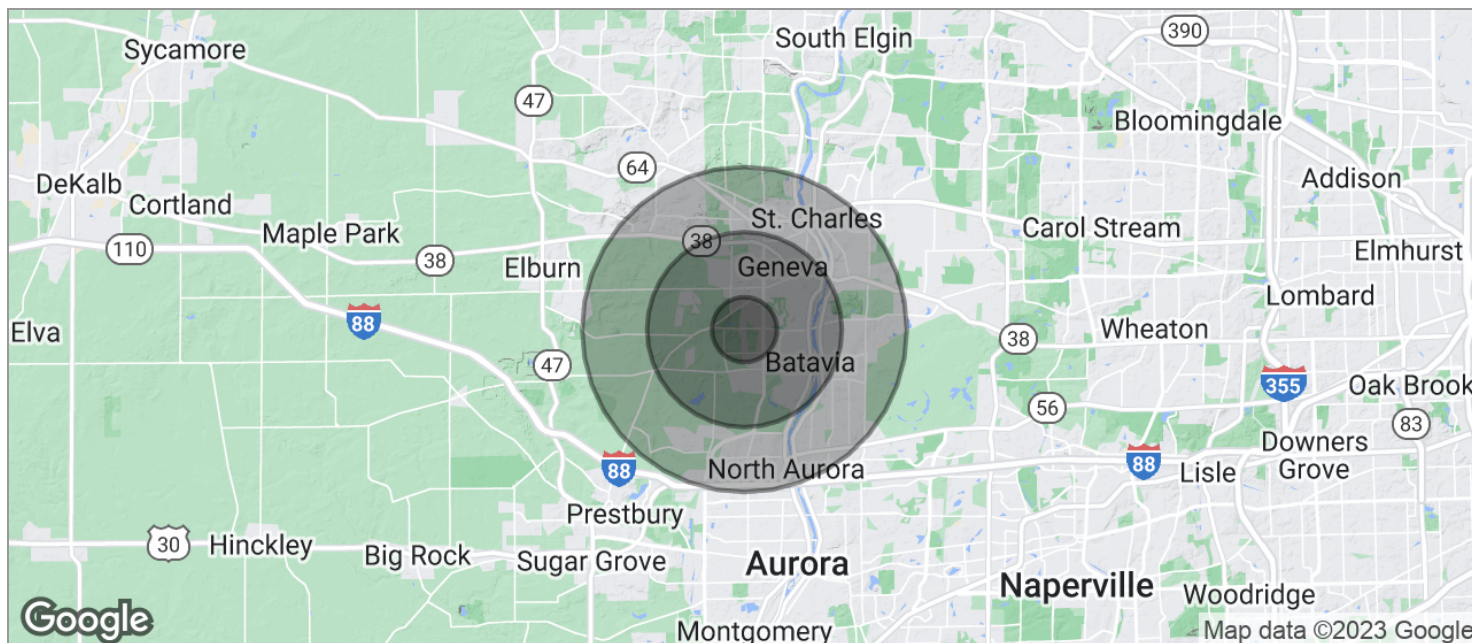 South Elgin
390
Sycamore
47
Bloomingdale
64
DeKalb
Addison
Cortland
St. Charles
Carol Stream
Maple Park
38
110
38
Elmhurst
Elburn
Geneva
Lombard
88
Elva
Wheaton
38
47
Batavia
355
Oak Brook
56
83
North Aurora
88
88
Lisle
Downers
Grove
Prestbury
30
Hinckley
Big Rock
Sugar Grove
Aurora
Naperville
Woodridge
Google
Montgomery
Map data ©2023 Google